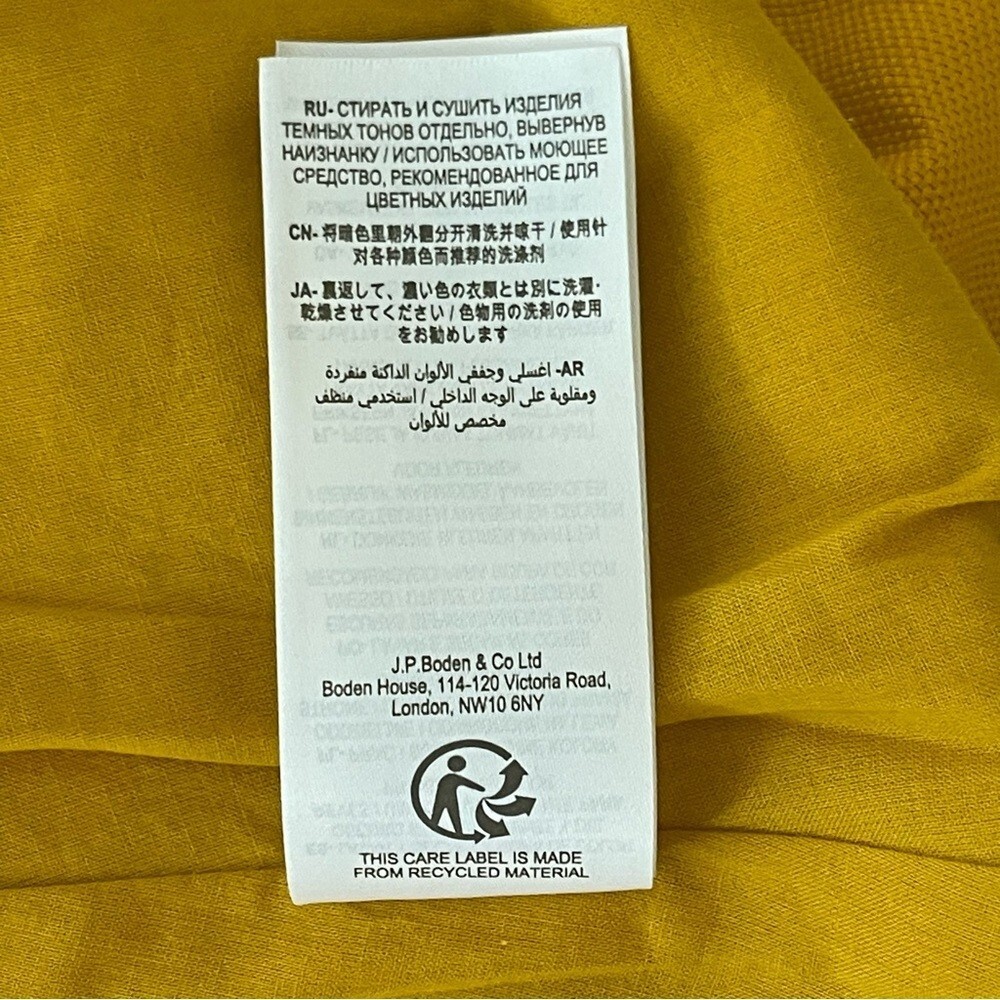 RU- СТИРАТЬ И СУШИТЬ ИЗДЕЛИЯ
ТЕМНЫХ ТОНОВ ОТДЕЛЬНО, ВЫВЕРНУВ
НАИЗНАНКУ / ИСПОЛЬЗОВАТЬ МОЮЩЕЕ
СРЕДСТВО, РЕКОМЕНДОВАННОЕ ДЛЯ
ЦВЕТНЫХ ИЗДЕЛИЙ
CN- 将暗色里朝外翻分开清洗并晾干 / 使用针
对各种颜色而推荐的洗涤剂
JA- 裏返して、濃い色の衣類とは別に洗濯·
乾燥させてください / 色物用の洗剤の使用
をお勧めします
AR- اغسلي وجففي الألوان الداكنة منفردة
ومقلوبة على الوجه الداخلي / استخدمي منظف
مخصص للألوان
J.P.Boden & Co Ltd
Boden House, 114-120 Victoria Road,
London, NW10 6NY
THIS CARE LABEL IS MADE
FROM RECYCLED MATERIAL